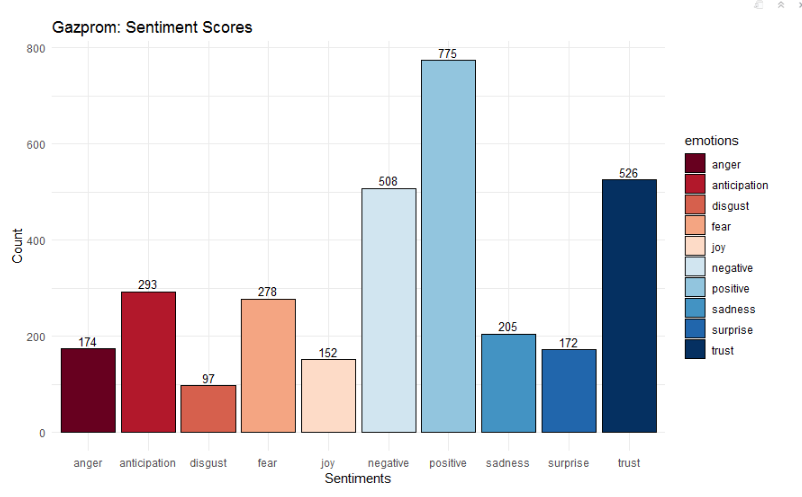 Gazprom: Sentiment Scores
800
600
400
200
0
Count
174
293
97
278
152
508
775
205
172
526
anger
anticipation
disgust
fear
joy
negative
positive
sadness
surprise
trust
Sentiments
emotions
anger
anticipation
disgust
fear
joy
negative
positive
sadness
surprise
trust